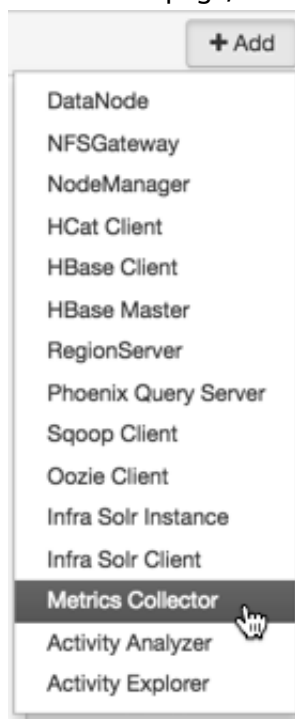 + Add
DataNode
NFSGateway
NodeManager
HCat Client
HBase Client
HBase Master
RegionServer
Phoenix Query Server
Sqoop Client
Oozie Client
Infra Solr Instance
Infra Solr Client
Metrics Collector
Activity Analyzer
Activity Explorer